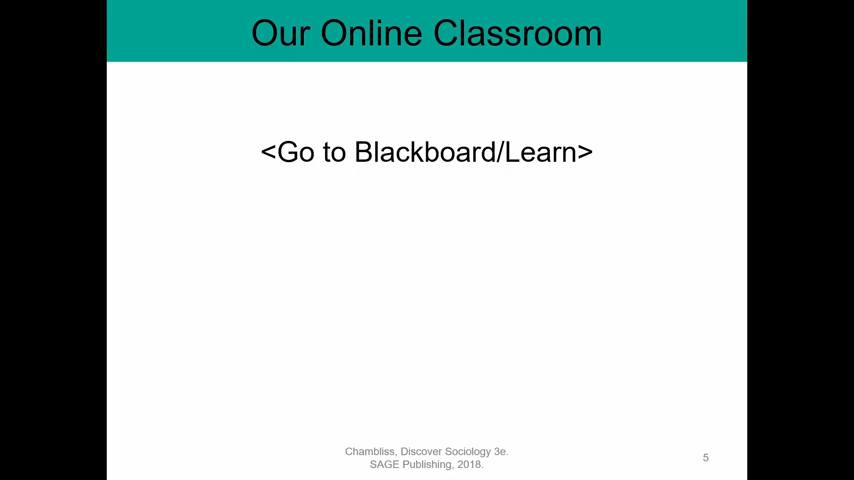 Our Online Classroom
<Go to Blackboard/Learn>
Chambliss, Discover Sociology 3e.
SAGE Publishing, 2018.
5